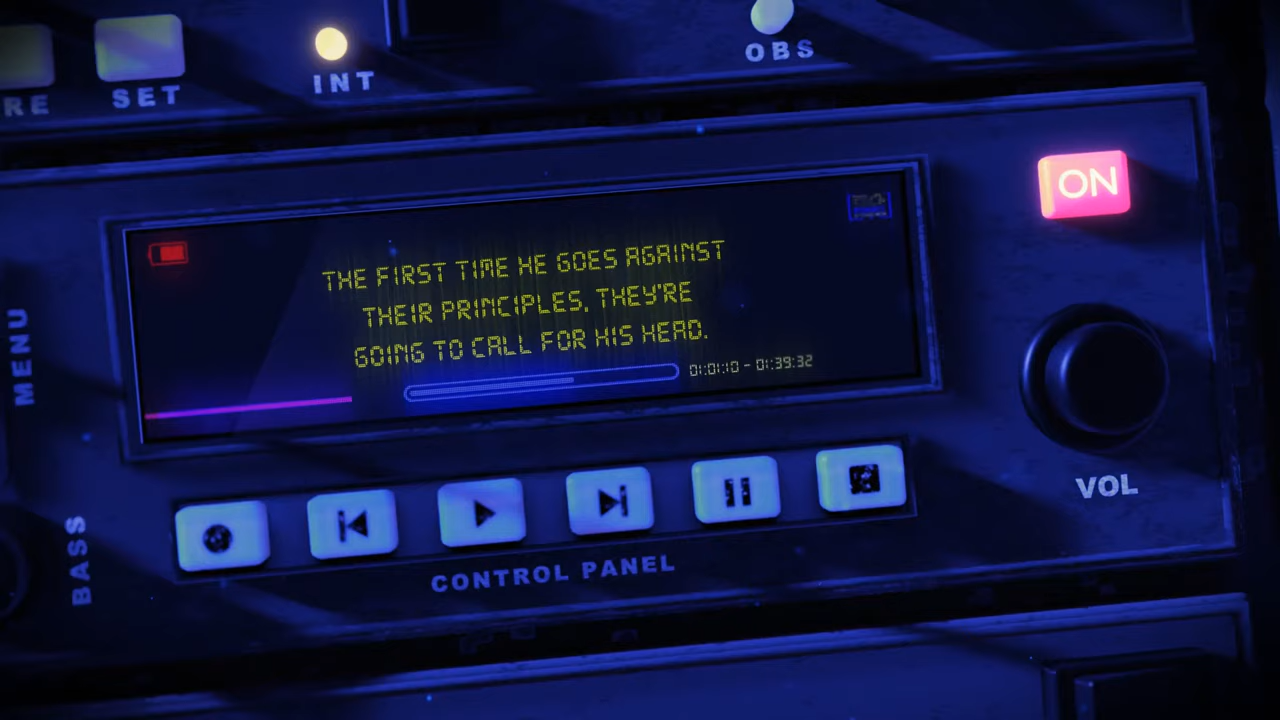 RE
SET
INT
OBS
ON
THE FIRST TIME HE GOES AGAINST
THEIR PRINCIPLES, THEY'RE
GOING TO CALL FOR HIS HEAD.
01:01:10 - 01:39:32
MENU
BASS
VOL
CONTROL PANEL